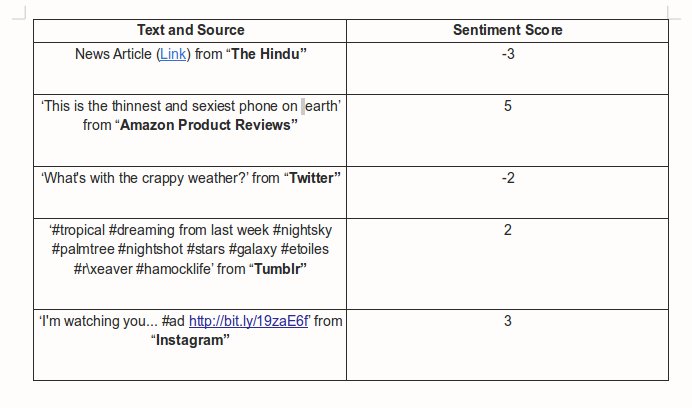 Text and Source Sentiment Score
News Article (Link) from “The Hindu” -3
‘This is the thinnest and sexiest phone on earth’ 5
from “Amazon Product Reviews”
‘What's with the crappy weather?’ from “Twitter” -2
‘#tropical #dreaming from last week #nightsky 2
#palmtree #nightshot #stars #galaxy #etoiles
#r\xeaver #hamocklife’ from “Tumblr”
‘I'm watching you... #ad http://bit.ly/19zaE6f’ from 3
“Instagram”